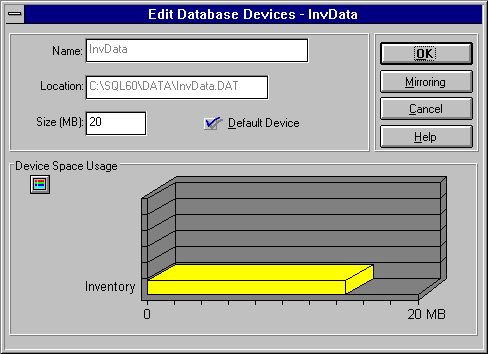 Edit Database Devices - InvData
Name: InvData
Location: C:\SQL60\DATA\InvData.DAT
Size (MB): 20
Default Device
OK
Mirroring
Cancel
Help
Device Space Usage
Inventory
0 20 MB